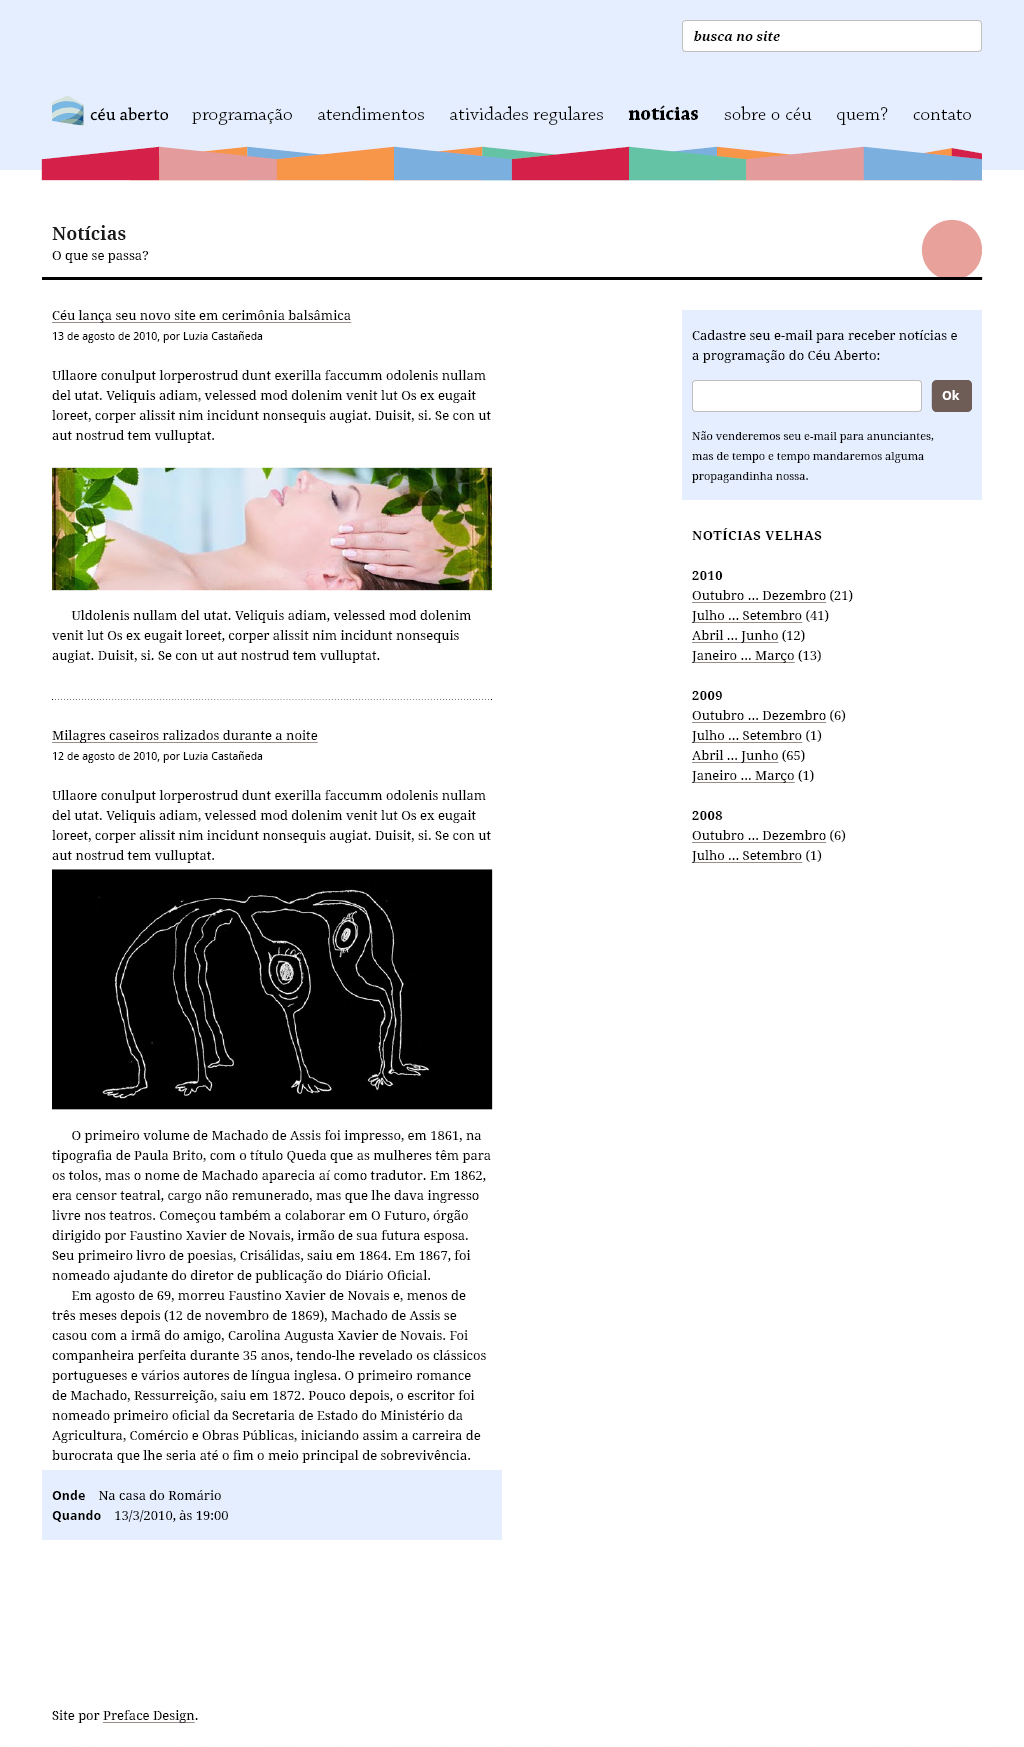 busca no site
céu aberto programação atendimentos atividades regulares notícias sobre o céu quem? contato
Notícias
O que se passa?
Céu lança seu novo site em cerimônia balsâmica
13 de agosto de 2010, por Luzia Castañeda
Ullaore conulput lorperostrud dunt exerilla faccumm odolenis nullam
del utat. Veliquis adiam, velessed mod dolenim venit lut Os ex eugait
loreet, corper alissit nim incidunt nonsequis augiat. Duisit, si. Se con ut
aut nostrud tem vulluptat.
Uldolenis nullam del utat. Veliquis adiam, velessed mod dolenim
venit lut Os ex eugait loreet, corper alissit nim incidunt nonsequis
augiat. Duisit, si. Se con ut aut nostrud tem vulluptat.
Milagres caseiros ralizados durante a noite
12 de agosto de 2010, por Luzia Castañeda
Ullaore conulput lorperostrud dunt exerilla faccumm odolenis nullam
del utat. Veliquis adiam, velessed mod dolenim venit lut Os ex eugait
loreet, corper alissit nim incidunt nonsequis augiat. Duisit, si. Se con ut
aut nostrud tem vulluptat.
O primeiro volume de Machado de Assis foi impresso, em 1861, na
tipografia de Paula Brito, com o título Queda que as mulheres têm para
os tolos, mas o nome de Machado aparecia aí como tradutor. Em 1862,
era censor teatral, cargo não remunerado, mas que lhe dava ingresso
livre nos teatros. Começou também a colaborar em O Futuro, órgão
dirigido por Faustino Xavier de Novais, irmão de sua futura esposa.
Seu primeiro livro de poesias, Crisálidas, saiu em 1864. Em 1867, foi
nomeado ajudante do diretor de publicação do Diário Oficial.
Em agosto de 69, morreu Faustino Xavier de Novais e, menos de
três meses depois (12 de novembro de 1869), Machado de Assis se
casou com a irmã do amigo, Carolina Augusta Xavier de Novais. Foi
companheira perfeita durante 35 anos, tendo-lhe revelado os clássicos
portugueses e vários autores de língua inglesa. O primeiro romance
de Machado, Ressurreição, saiu em 1872. Pouco depois, o escritor foi
nomeado primeiro oficial da Secretaria de Estado do Ministério da
Agricultura, Comércio e Obras Públicas, iniciando assim a carreira de
burocrata que lhe seria até o fim o meio principal de sobrevivência.
Onde Na casa do Romário
Quando 13/3/2010, às 19:00
Cadastre seu e-mail para receber notícias e
a programação do Céu Aberto:
Ok
Não venderemos seu e-mail para anunciantes,
mas de tempo e tempo mandaremos alguma
propagandinha nossa.
NOTÍCIAS VELHAS
2010
Outubro ... Dezembro (21)
Julho ... Setembro (41)
Abril ... Junho (12)
Janeiro ... Março (13)
2009
Outubro ... Dezembro (6)
Julho ... Setembro (1)
Abril ... Junho (65)
Janeiro ... Março (1)
2008
Outubro ... Dezembro (6)
Julho ... Setembro (1)
Site por Preface Design.